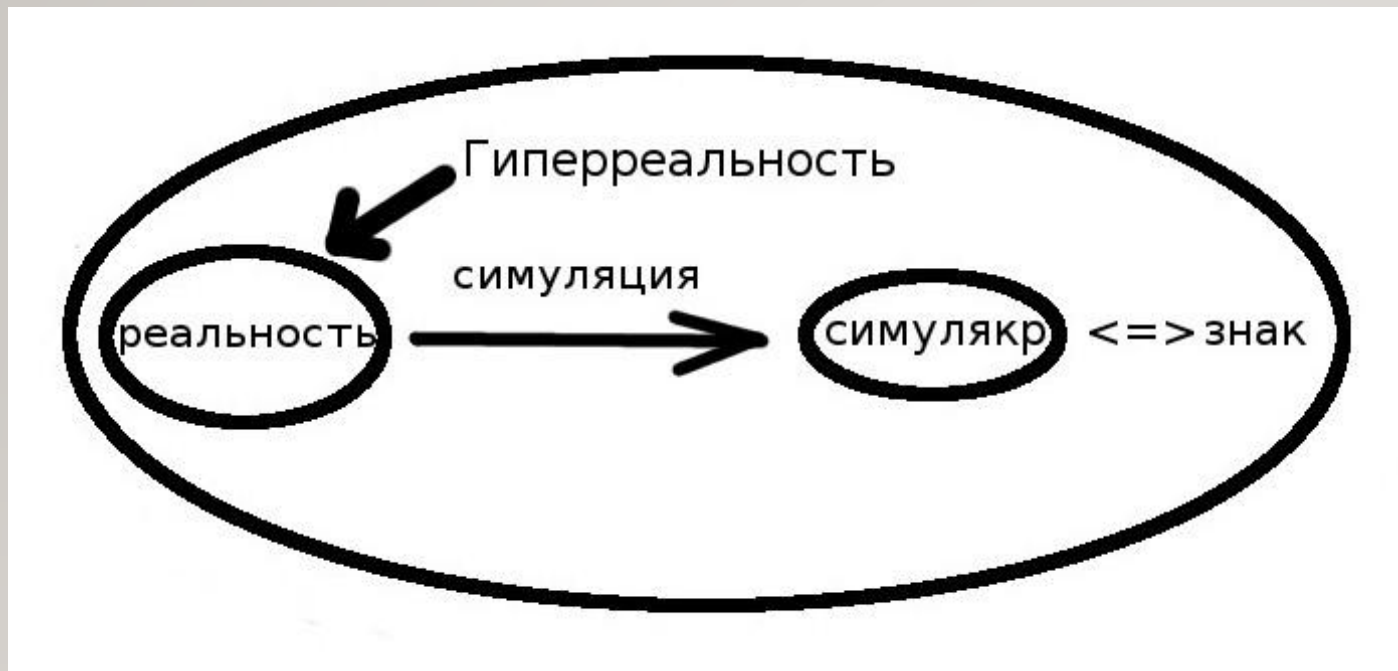 Гиперреальность
симуляция
реальность
симулякр <=> знак